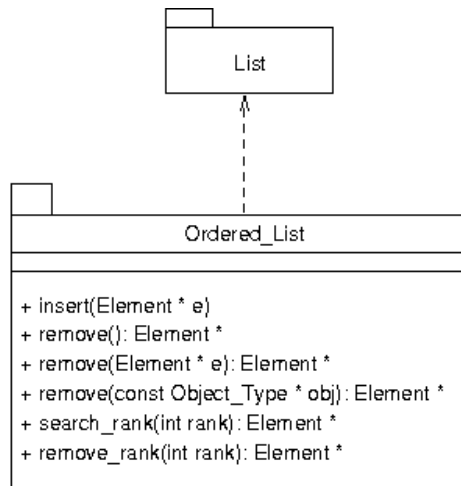 List
Ordered_List
+ insert(Element * e)
+ remove(): Element *
+ remove(Element * e): Element *
+ remove(const Object_Type * obj): Element *
+ search_rank(int rank): Element *
+ remove_rank(int rank): Element *